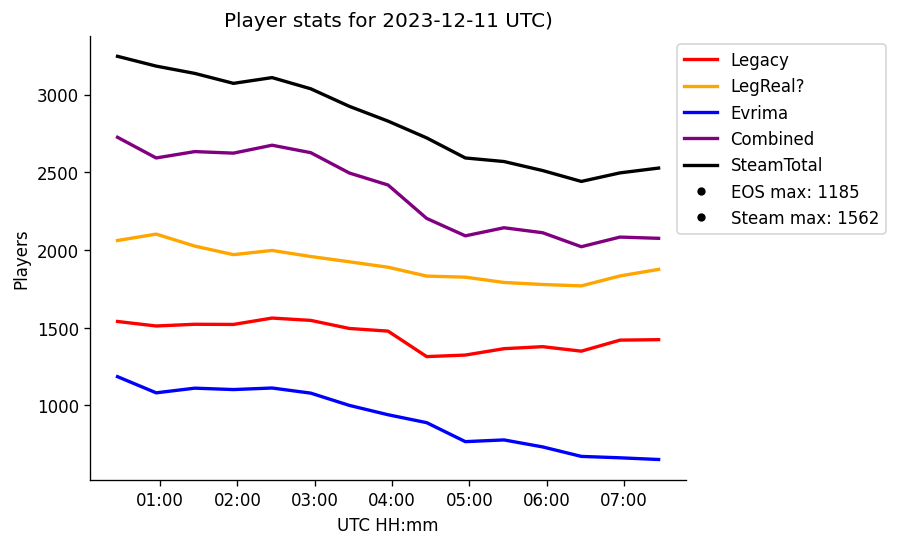 Player stats for 2023-12-11 UTC)
Legacy
LegReal?
Evrima
Combined
SteamTotal
EOS max: 1185
Steam max: 1562
3000
2500
2000
1500
1000
Players
01:00 02:00 03:00 04:00 05:00 06:00 07:00
UTC HH:mm